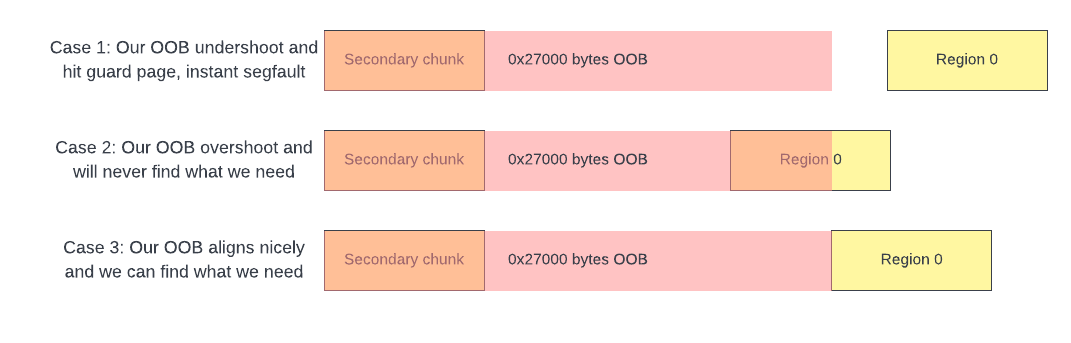 Case 1: Our OOB undershoot and
hit guard page, instant segfault
Secondary chunk
0x27000 bytes OOB
Region 0
Case 2: Our OOB overshoot and
will never find what we need
Secondary chunk
0x27000 bytes OOB
Region 0
Case 3: Our OOB aligns nicely
and we can find what we need
Secondary chunk
0x27000 bytes OOB
Region 0